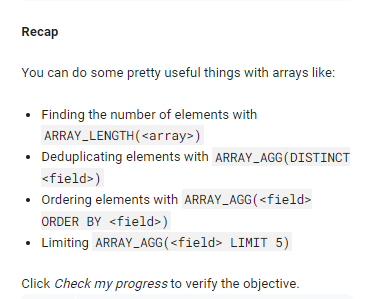 Recap
You can do some pretty useful things with arrays like:
• Finding the number of elements with
ARRAY_LENGTH(<array>)
• Deduplicating elements with ARRAY_AGG(DISTINCT
<field>)
• Ordering elements with ARRAY_AGG(<field>
ORDER BY <field>)
• Limiting ARRAY_AGG(<field> LIMIT 5)
Click Check my progress to verify the objective.